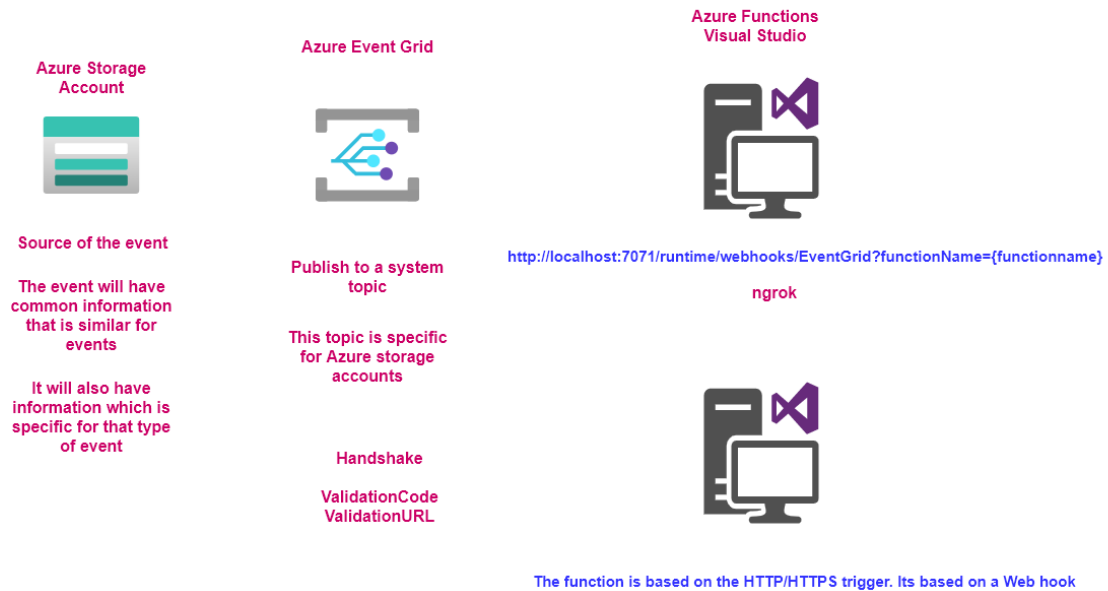 Azure Storage
Account
Source of the event
The event will have
common information
that is similar for
events
It will also have
information which is
specific for that type
of event
Azure Event Grid
Publish to a system
topic
This topic is specific
for Azure storage
accounts
Handshake
ValidationCode
ValidationURL
Azure Functions
Visual Studio
http://localhost:7071/runtime/webhooks/EventGrid?functionName={functionname}
ngrok
The function is based on the HTTP/HTTPS trigger. Its based on a Web hook